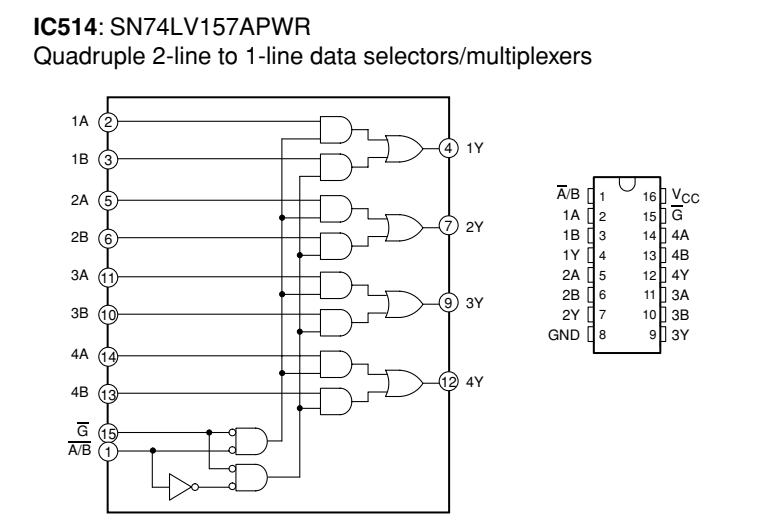 IC514: SN74LV157APWR
Quadruple 2-line to 1-line data selectors/multiplexers
1A 2
1B 3
2A 5
2B 6
3A 11
3B 10
4A 14
4B 13
G̅ 15
A̅/̅B̅ 1
4 1Y
7 2Y
9 3Y
12 4Y
A̅/B 1 16 VCC
1A 2 15 G̅
1B 3 14 4A
1Y 4 13 4B
2A 5 12 4Y
2B 6 11 3A
2Y 7 10 3B
GND 8 9 3Y